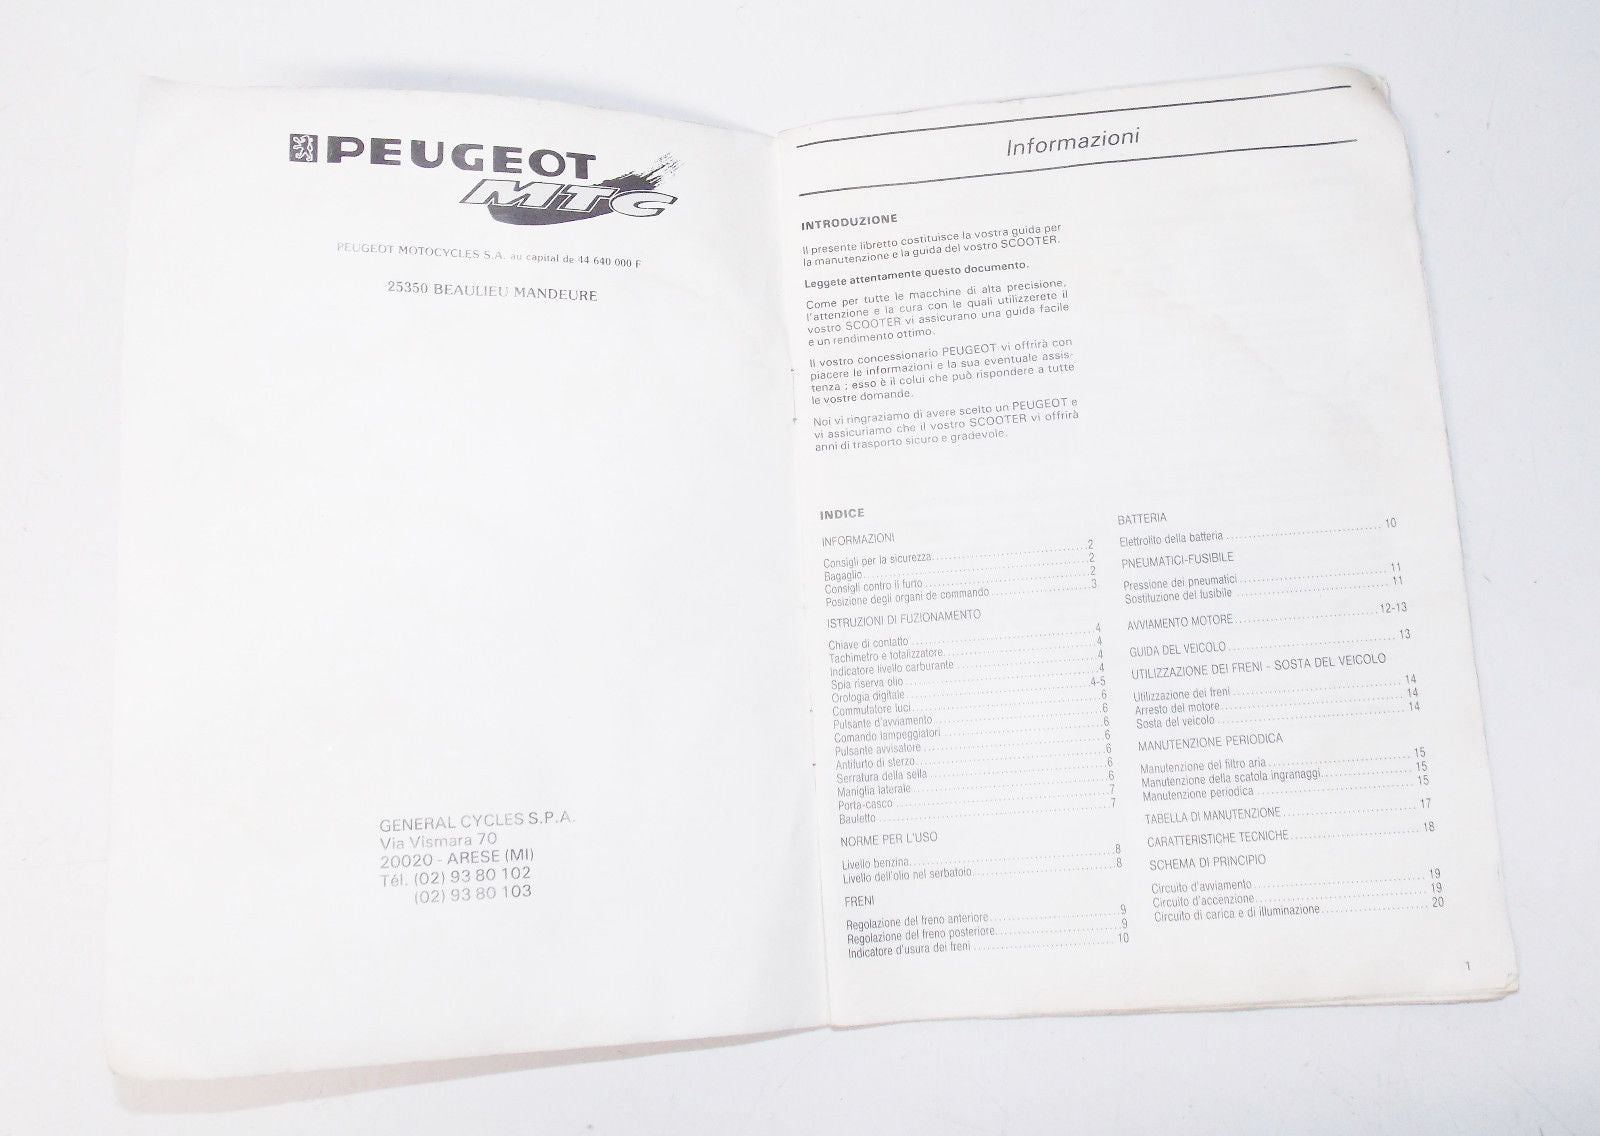 PEUGEOT
MTC
PEUGEOT MOTOCYCLES S.A. au capital de 44 640 000 F
25350 BEAULIEU MANDEURE
GENERAL CYCLES S.P.A.
Via Vismara 70
20020 - ARESE (MI)
Tél. (02) 93 80 102
(02) 93 80 103
Informazioni
INTRODUZIONE
Il presente libretto costituisce la vostra guida per
la manutenzione e la guida del vostro SCOOTER.
Leggete attentamente questo documento.
Come per tutte le macchine di alta precisione,
l'attenzione e la cura con le quali utilizzerete il
vostro SCOOTER vi assicurano una guida facile
e un rendimento ottimo.
Il vostro concessionario PEUGEOT vi offrirà con
piacere le informazioni e la sua eventuale assis-
tenza ; esso è il colui che può rispondere a tutte
le vostre domande.
Noi vi ringraziamo di avere scelto un PEUGEOT e
vi assicuriamo che il vostro SCOOTER vi offrirà
anni di trasporto sicuro e gradevole.
INDICE
INFORMAZIONI
Consigli per la sicurezza 2
Bagaglio 2
Consigli contro il furto 2
Posizione degli organi de commando 3
ISTRUZIONI DI FUZIONAMENTO
Chiave di contatto 4
Tachimetro e totalizzatore 4
Indicatore livello carburante 4
Spia riserva olio 4
Orologia digitale 4-5
Commutatore luci 6
Pulsante d'avviamento 6
Comando lampeggiatori 6
Pulsante avvisatore 6
Antifurto di sterzo 6
Serratura della sella 6
Maniglia laterale 6
Porta-casco 7
Bauletto 7
NORME PER L'USO
Livello benzina 8
Livello dell'olio nel serbatoio 8
FRENI
Regolazione del freno anteriore 9
Regolazione del freno posteriore 9
Indicatore d'usura dei freni 10
BATTERIA
Elettrolito della batteria 10
PNEUMATICI-FUSIBILE
Pressione dei pneumatici 11
Sostituzione del fusibile 11
AVVIAMENTO MOTORE 12-13
GUIDA DEL VEICOLO 13
UTILIZZAZIONE DEI FRENI - SOSTA DEL VEICOLO
Utilizzazione dei freni 14
Arresto del motore 14
Sosta del veicolo 14
MANUTENZIONE PERIODICA
Manutenzione del filtro aria 15
Manutenzione della scatola ingranaggi 15
Manutenzione periodica 15
TABELLA DI MANUTENZIONE 17
CARATTERISTICHE TECNICHE 18
SCHEMA DI PRINCIPIO
Circuito d'avviamento 19
Circuito d'accenzione 19
Circuito di carica e di illuminazione 20
1